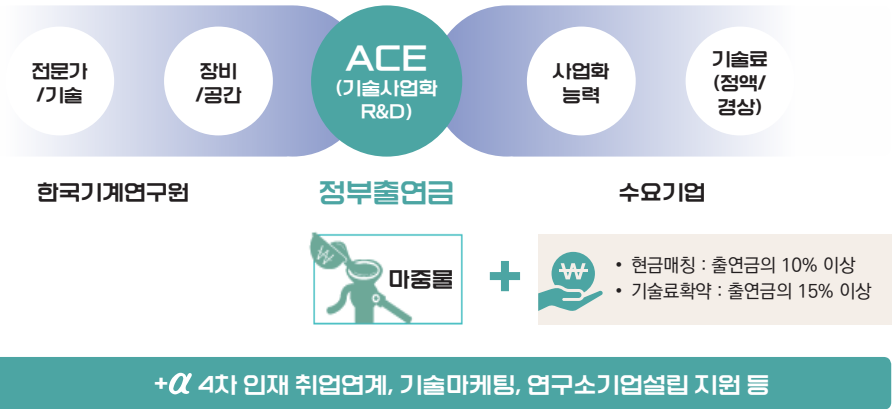 전문가
/기술
장비
/공간
ACE
(기술사업화
R&D)
사업화
능력
기술료
(정액/
경상)
한국기계연구원
정부출연금
수요기업
₩
마중물
+
₩
• 현금매칭 : 출연금의 10% 이상
• 기술료확약 : 출연금의 15% 이상
+α 4차 인재 취업연계, 기술마케팅, 연구소기업설립 지원 등